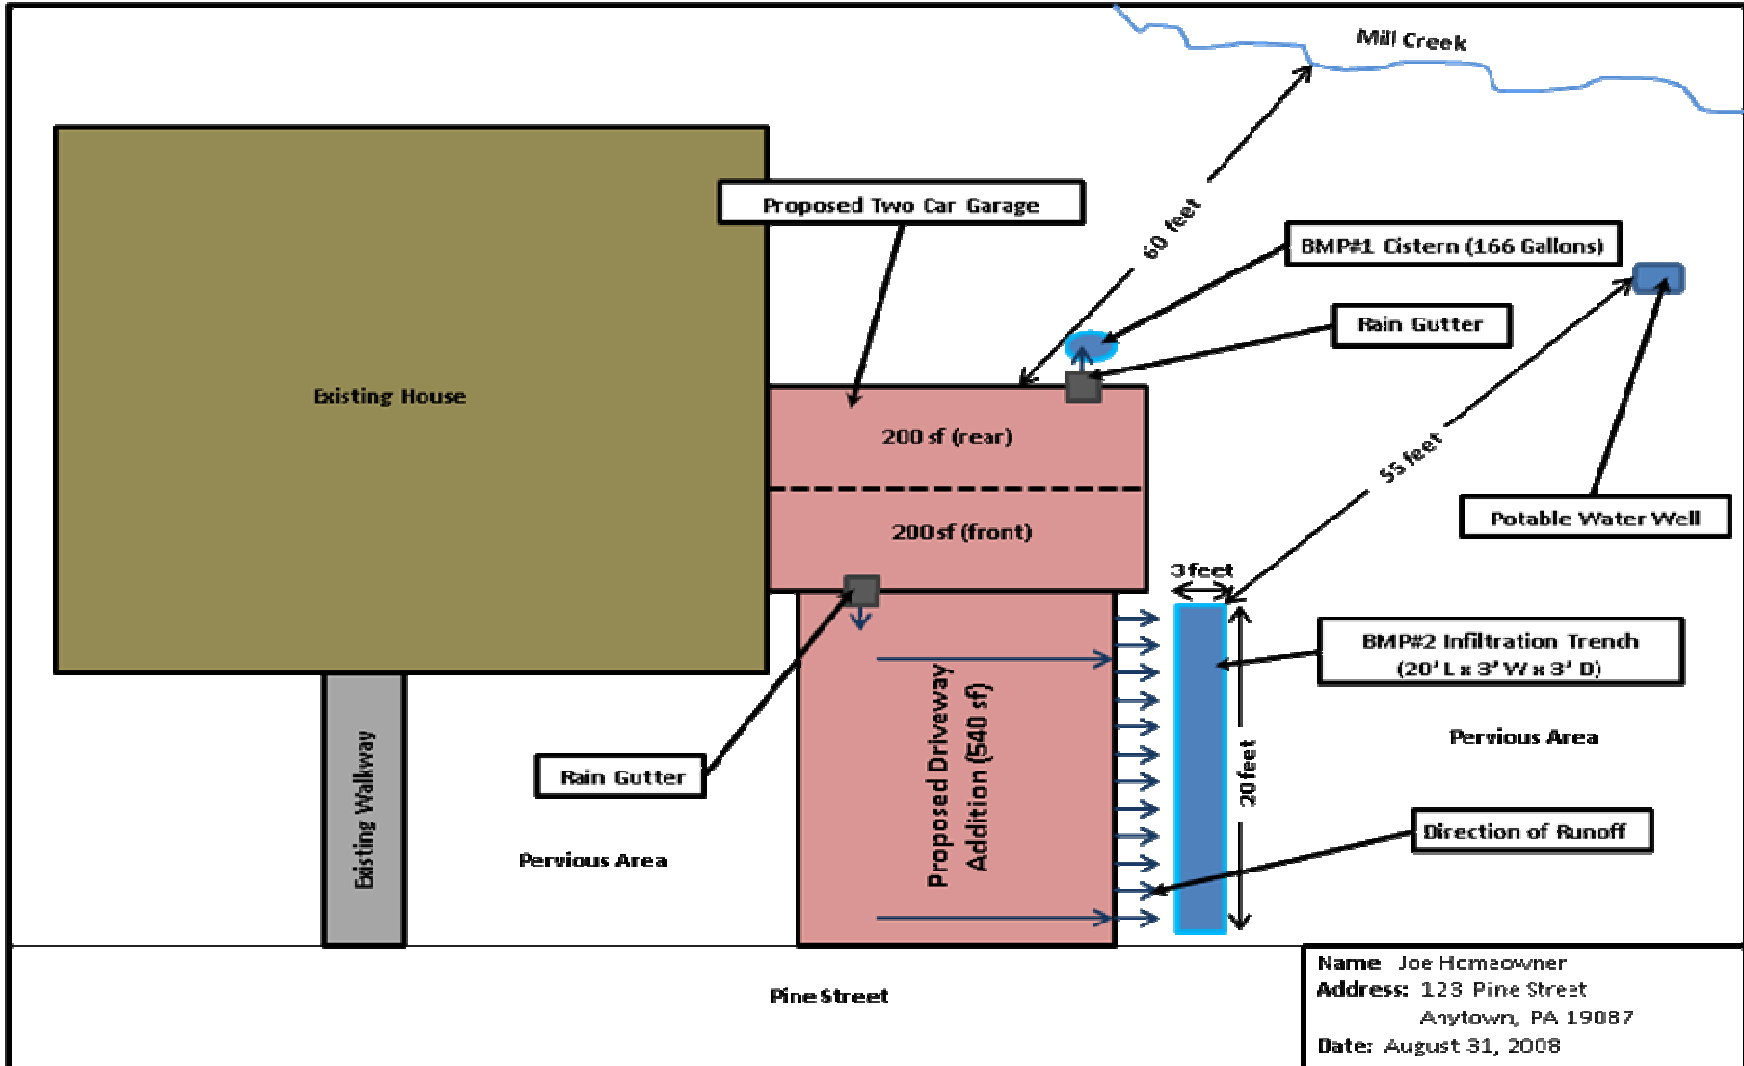 Mill Creek
Proposed Two Car Garage
60 feet
BMP#1 Cistern (166 Gallons)
Rain Gutter
Existing House
200 sf (rear)
55 feet
Potable Water Well
200 sf (front)
3 feet
BMP#2 Infiltration Trench
(20' L x 3' W x 3' D)
Proposed Driveway
Addition (540 sf)
20 feet
Pervious Area
Rain Gutter
Existing Walkway
Direction of Runoff
Pervious Area
Pine Street
Name Joe Homeowner
Address: 123 Pine Street
Anytown, PA 19087
Date: August 31, 2008